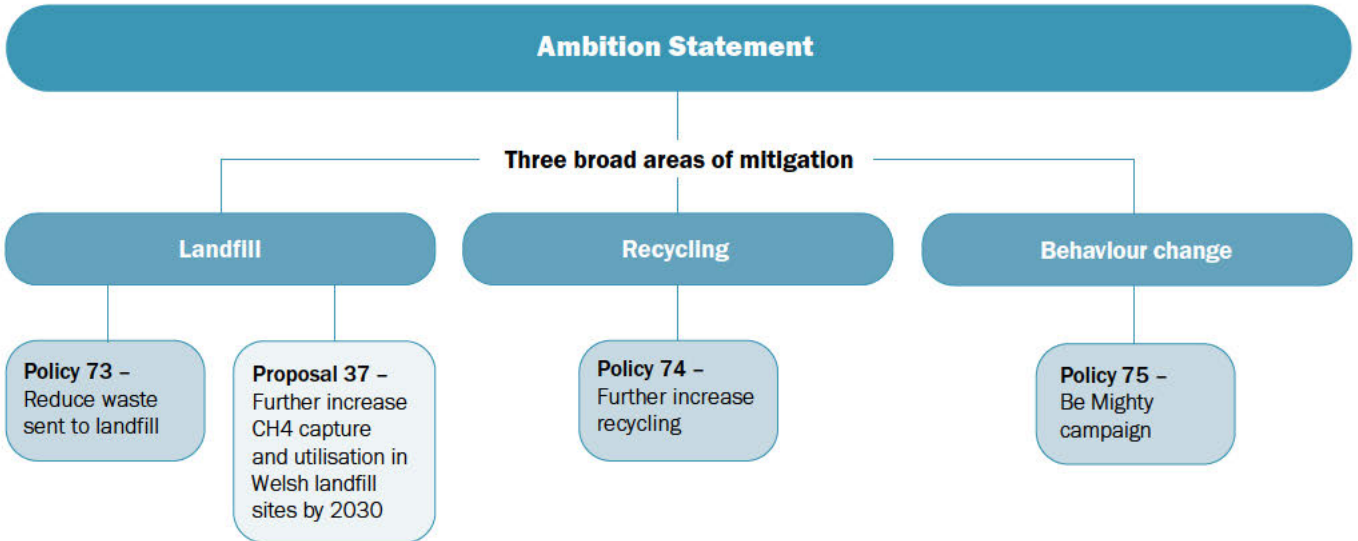 Ambition Statement
Three broad areas of mitigation
Landfill
Recycling
Behaviour change
Policy 73 –
Reduce waste
sent to landfill
Proposal 37 –
Further increase
CH4 capture
and utilisation in
Welsh landfill
sites by 2030
Policy 74 –
Further increase
recycling
Policy 75 –
Be Mighty
campaign